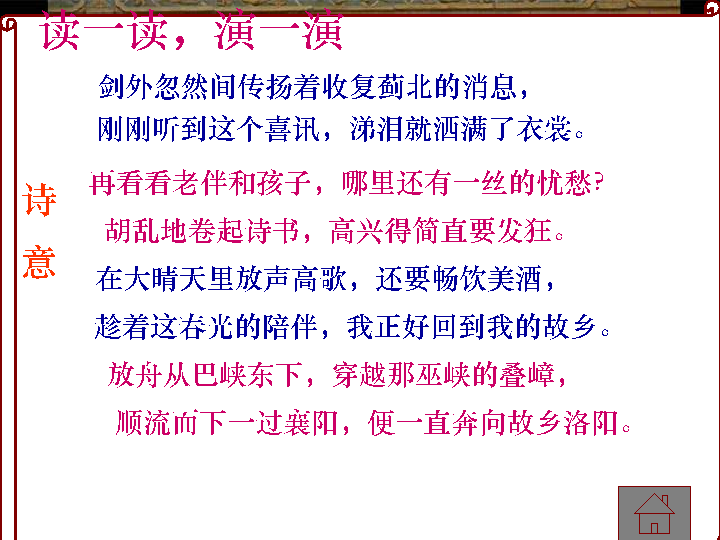 读一读，演一演
剑外忽然间传扬着收复蓟北的消息，
刚刚听到这个喜讯，涕泪就洒满了衣裳。
诗意
再看看老伴和孩子，哪里还有一丝的忧愁?
胡乱地卷起诗书，高兴得简直要发狂。
在大晴天里放声高歌，还要畅饮美酒，
趁着这春光的陪伴，我正好回到我的故乡。
放舟从巴峡东下，穿越那巫峡的叠嶂，
顺流而下一过襄阳，便一直奔向故乡洛阳。